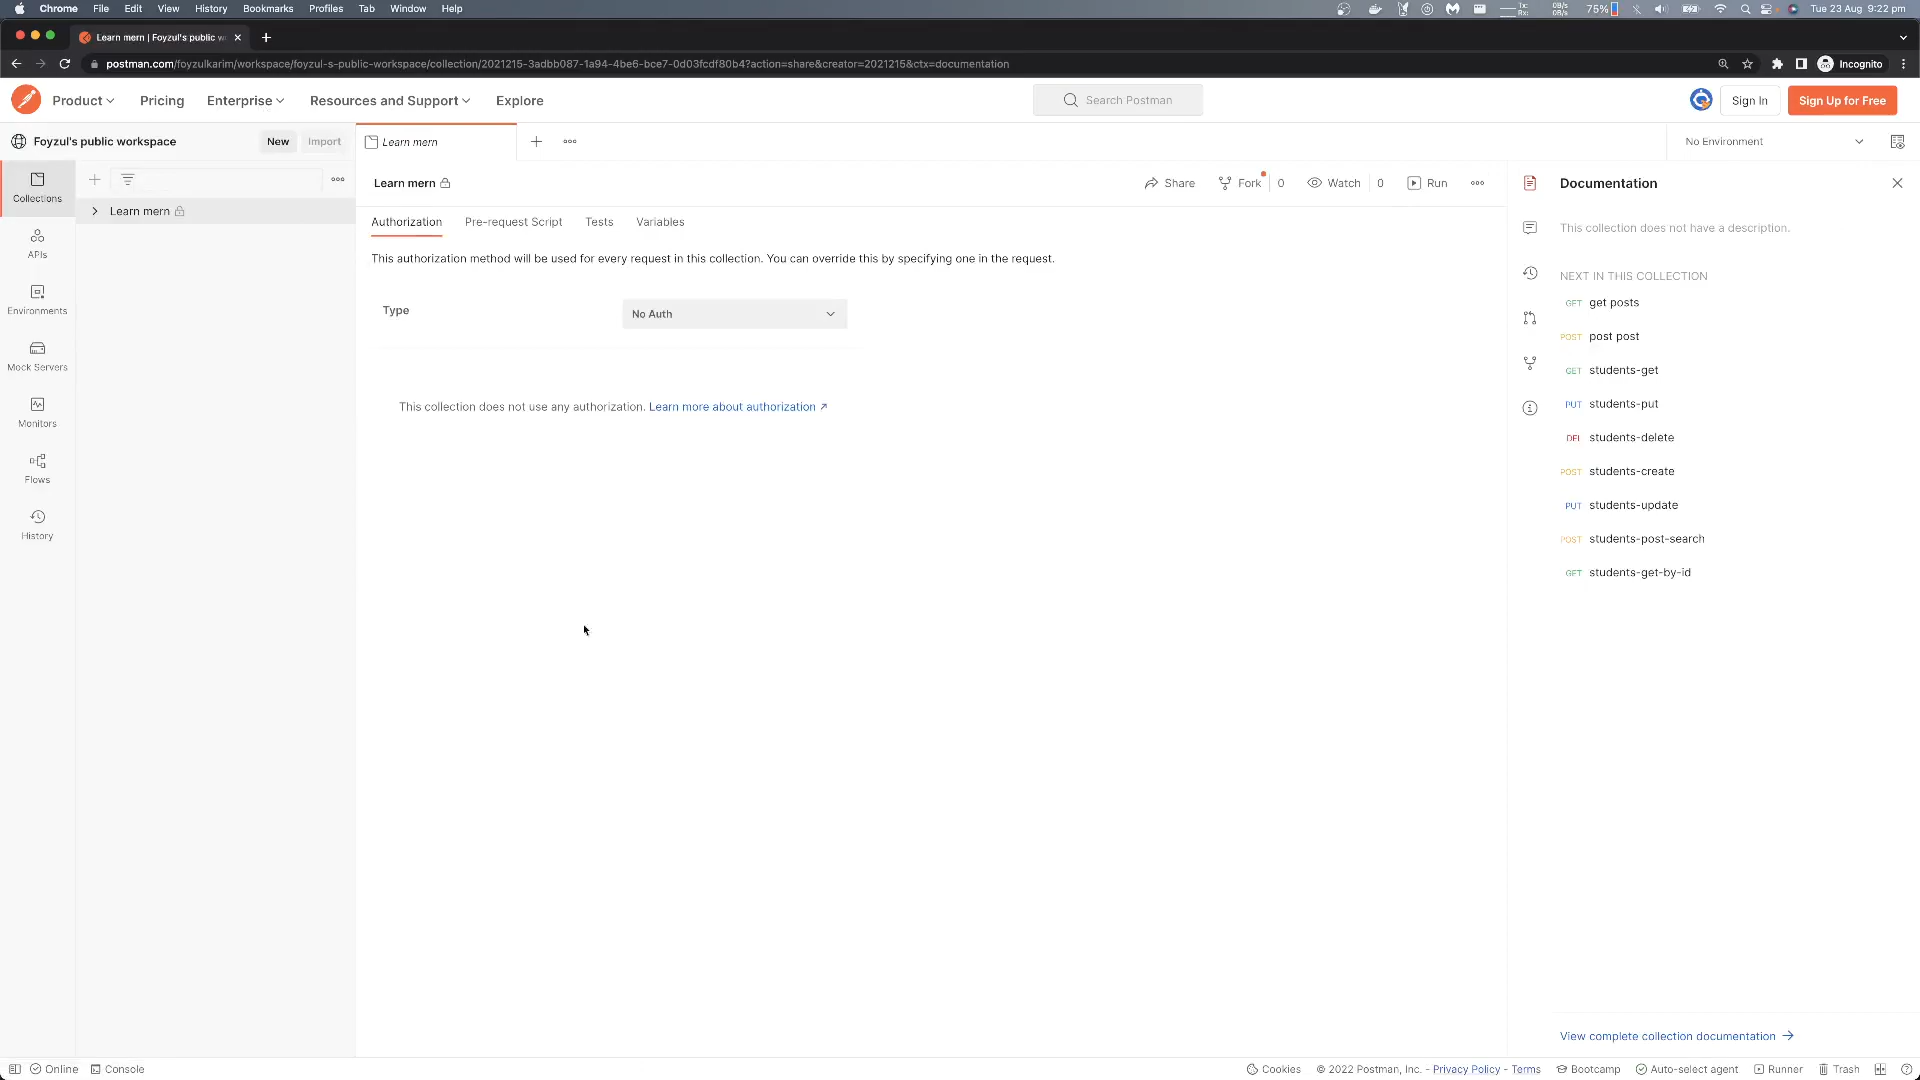 Chrome File Edit View History Bookmarks Profiles Tab Window Help
75% Tue 23 Aug 9:22 pm
Learn mern | Foyzul's public w
postman.com/foyzulkarim/workspace/foyzul-s-public-workspace/collection/2021215-3adbb087-1a94-4be6-bce7-0d03fcdf80b4?action=share&creator=2021215&ctx=documentation
Incognito
Product Pricing Enterprise Resources and Support Explore
Search Postman
Sign In Sign Up for Free
Foyzul's public workspace New Import
Learn mern
No Environment
Collections
APIs
Environments
Mock Servers
Monitors
Flows
History
Learn mern
Learn mern
Share Fork 0 Watch 0 Run
Authorization Pre-request Script Tests Variables
This authorization method will be used for every request in this collection. You can override this by specifying one in the request.
Type No Auth
This collection does not use any authorization. Learn more about authorization
Documentation
This collection does not have a description.
NEXT IN THIS COLLECTION
GET get posts
POST post post
GET students-get
PUT students-put
DEL students-delete
POST students-create
PUT students-update
POST students-post-search
GET students-get-by-id
View complete collection documentation
Online Console
Cookies © 2022 Postman, Inc. - Privacy Policy - Terms Bootcamp Auto-select agent Runner Trash